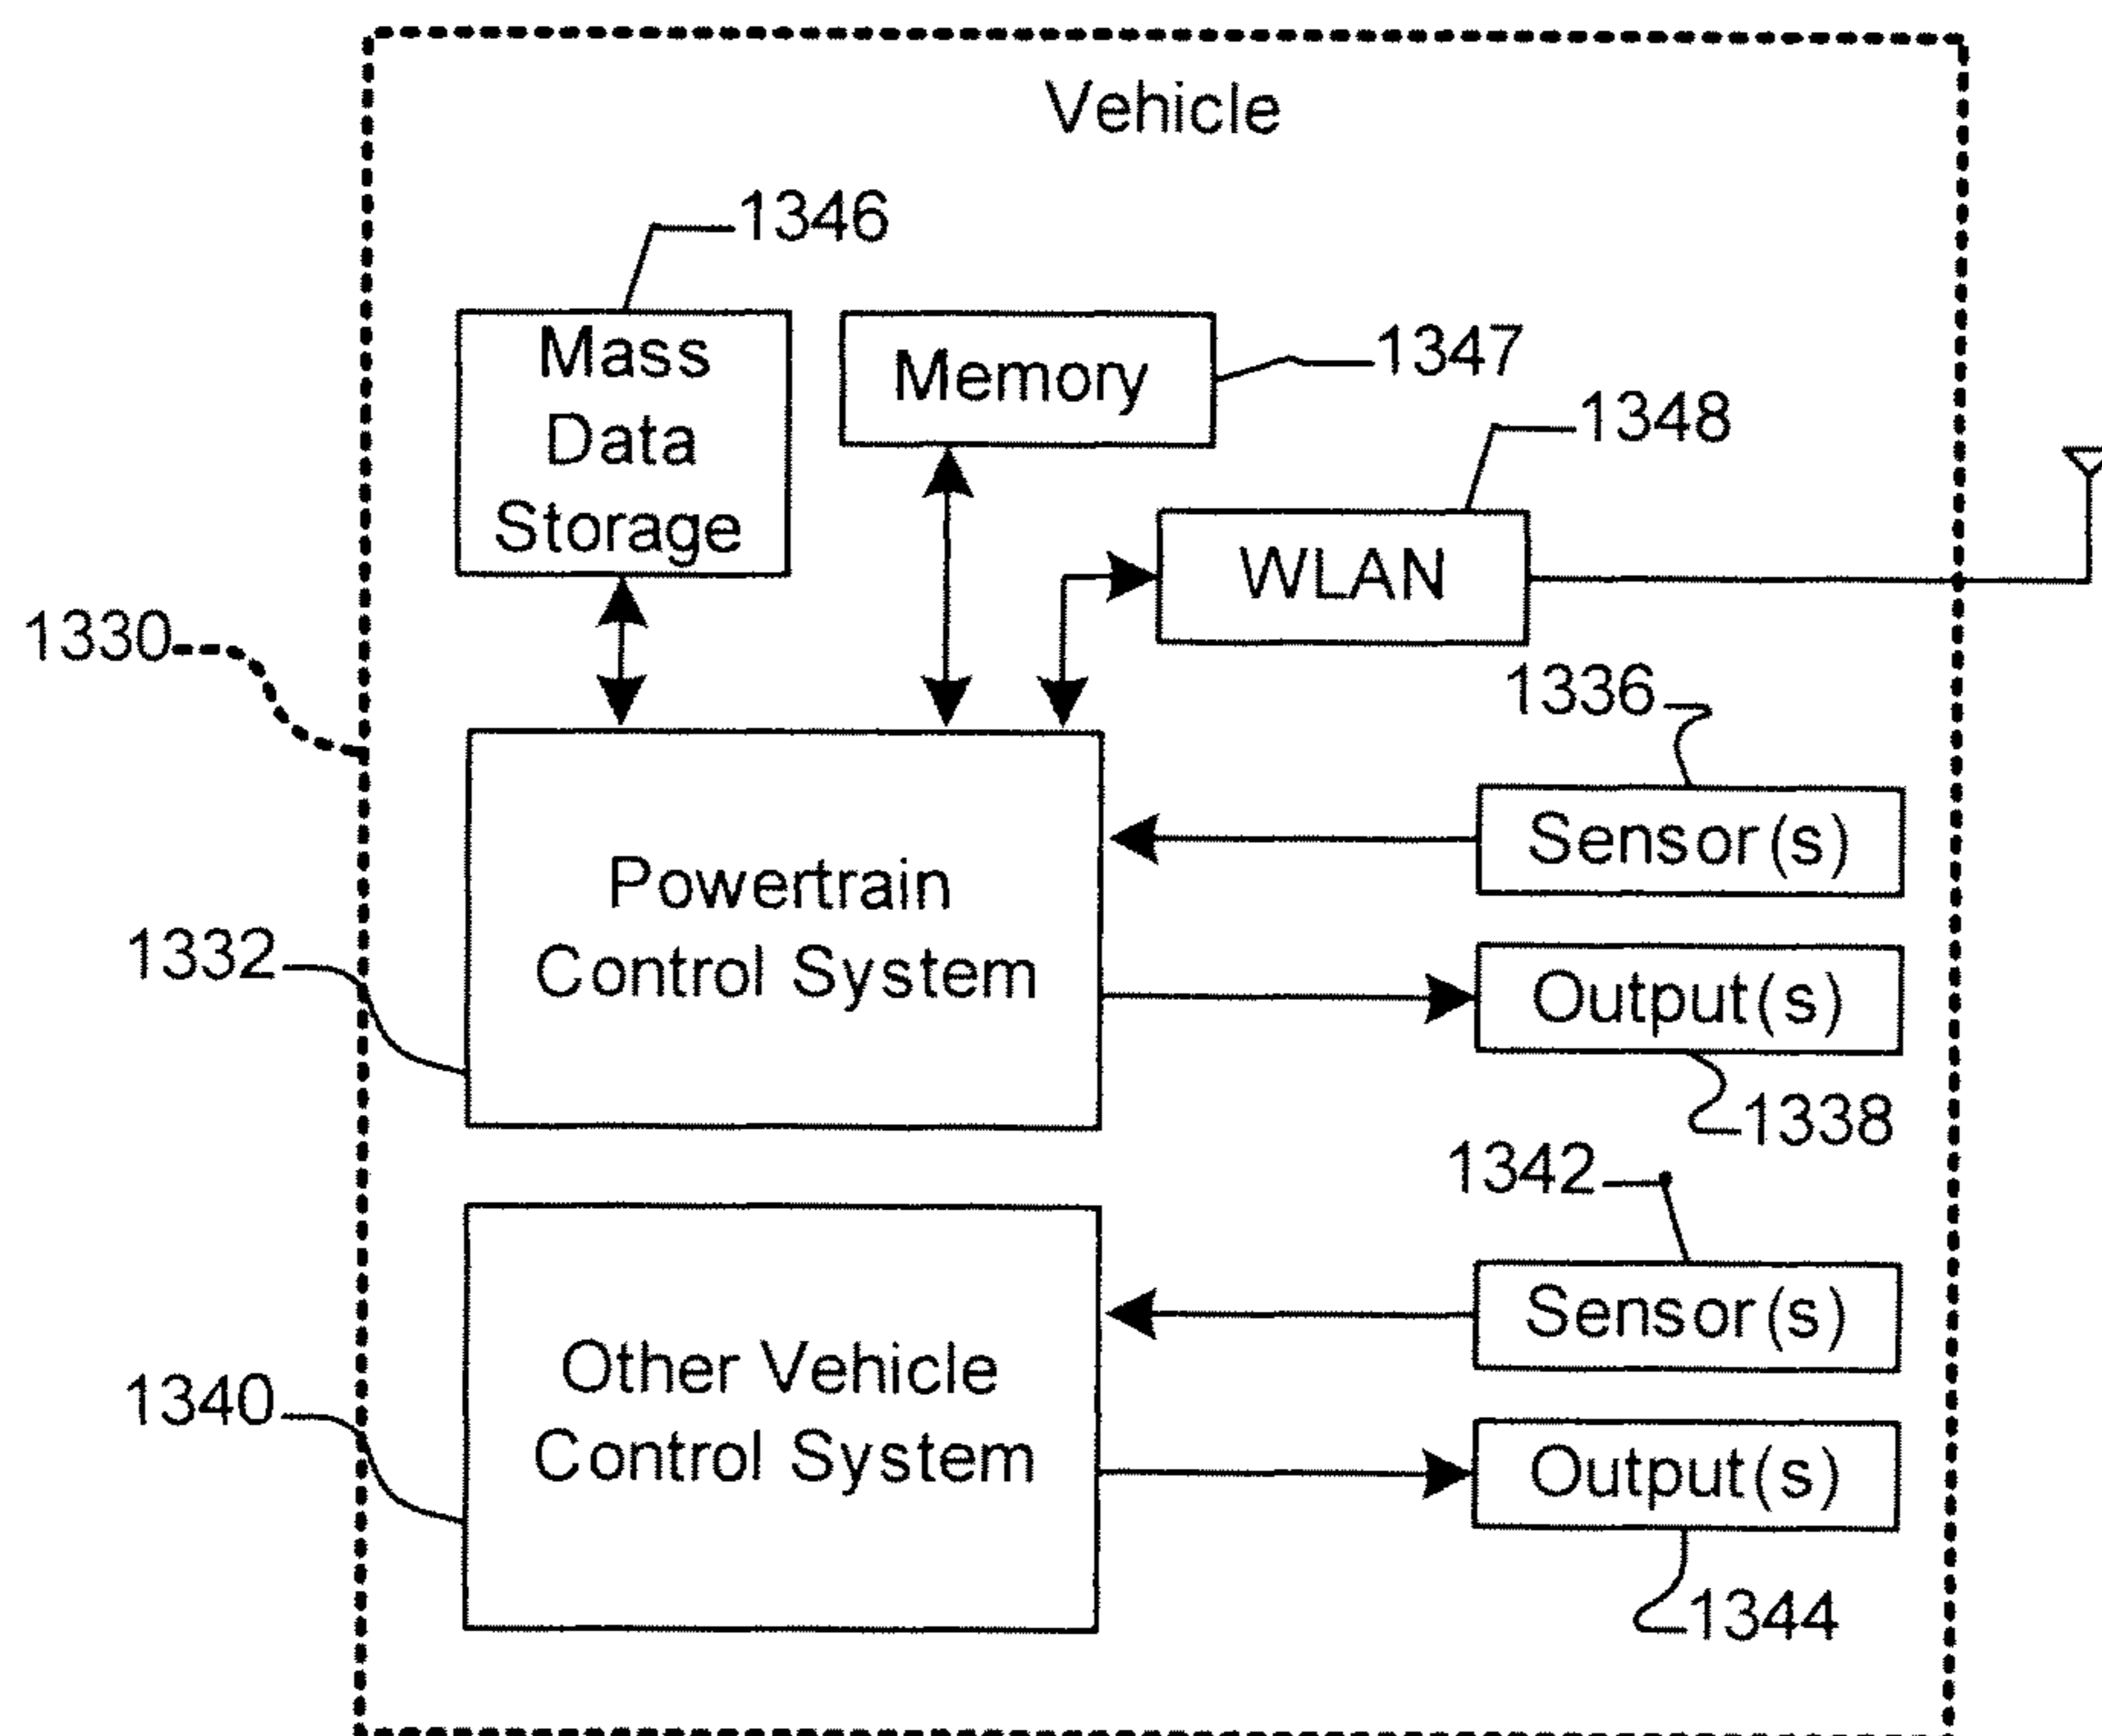 Vehicle
1346
Mass
Data
Storage
Memory
1347
1348
WLAN
1330
1336
Sensor(s)
Powertrain
Control System
1332
Output(s)
1338
1342
Sensor(s)
Other Vehicle
Control System
1340
Output(s)
1344